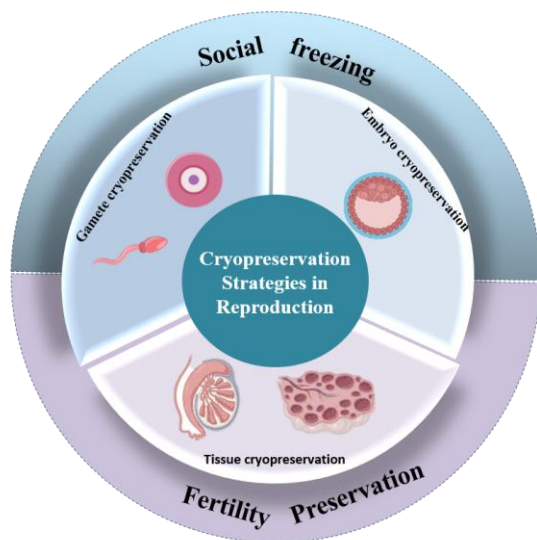 Social freezing
Gamete cryopreservation
Embryo cryopreservation
Cryopreservation
Strategies in
Reproduction
Tissue cryopreservation
Fertility Preservation